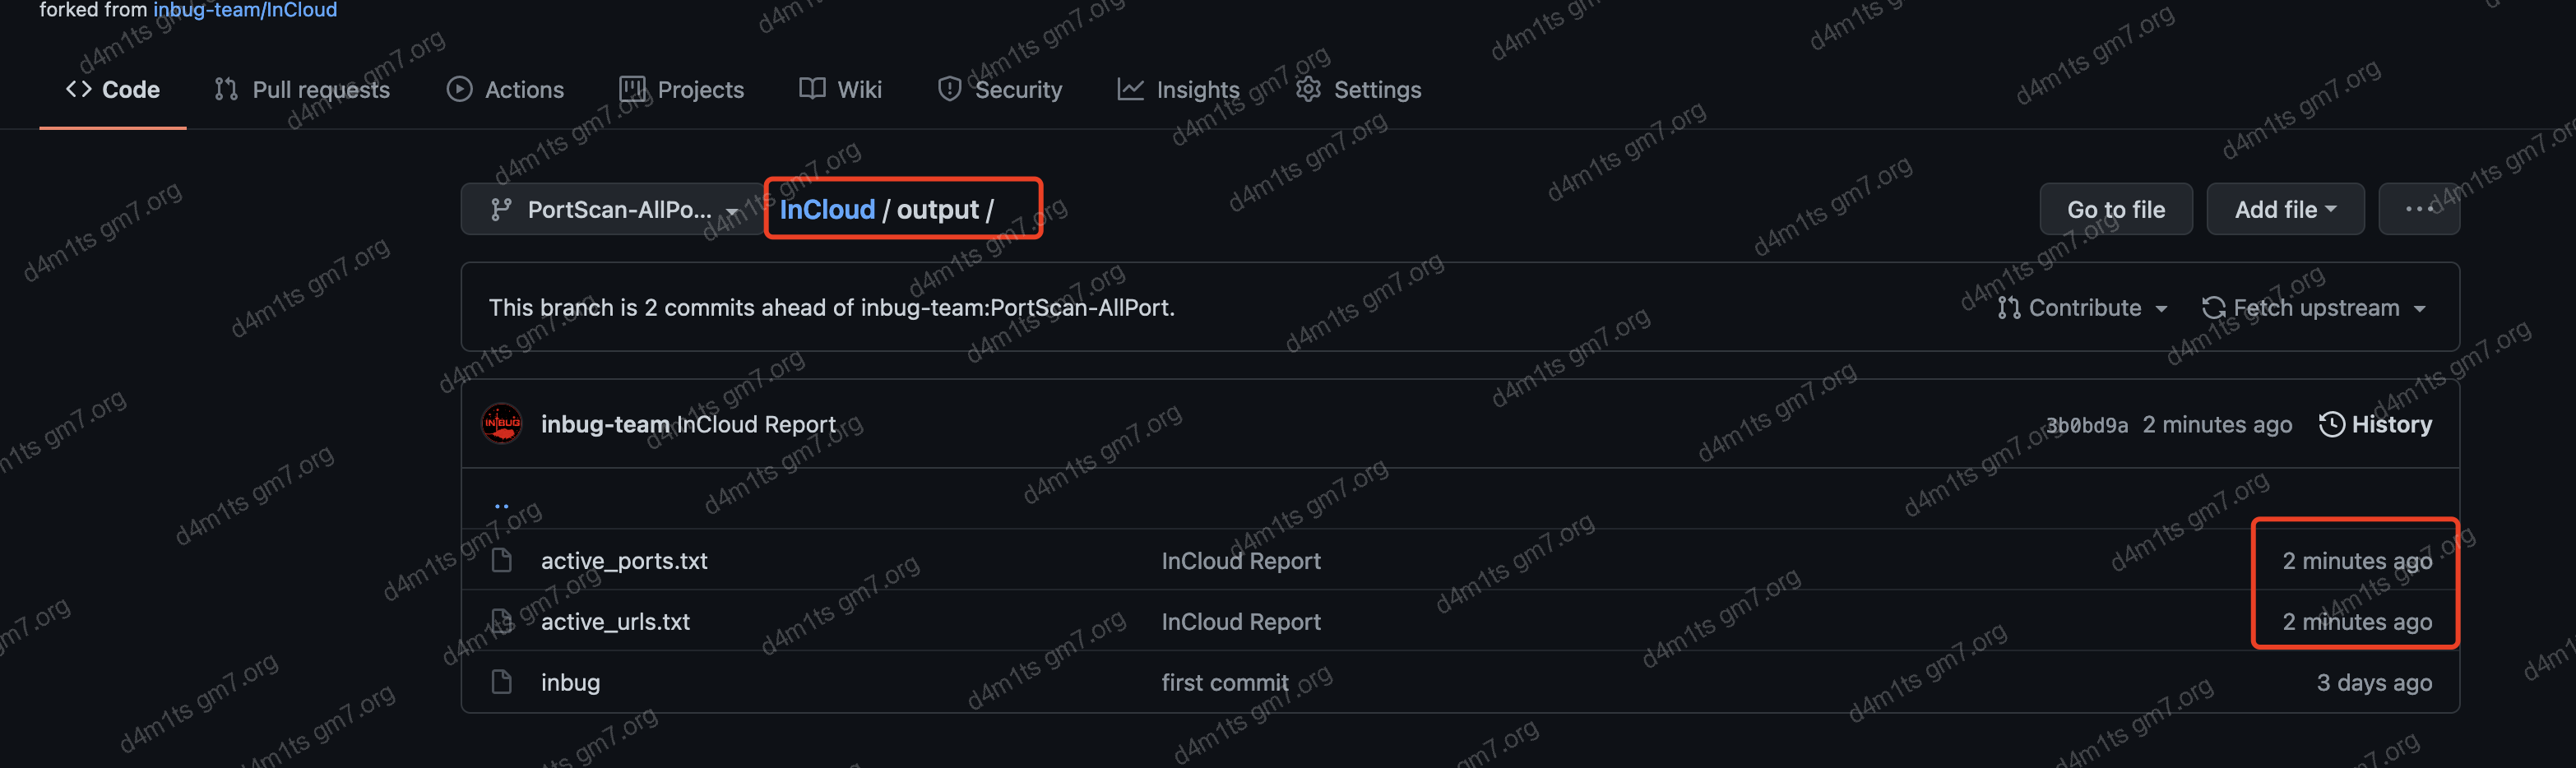 forked from inbug-team/InCloud
Code Pull requests Actions Projects Wiki Security Insights Settings
PortScan-AllPo... InCloud / output / Go to file Add file ...
This branch is 2 commits ahead of inbug-team:PortScan-AllPort. Contribute Fetch upstream
inbug-team InCloud Report 3b0bd9a 2 minutes ago History
..
active_ports.txt InCloud Report 2 minutes ago
active_urls.txt InCloud Report 2 minutes ago
inbug first commit 3 days ago
d4m1ts gm7.org